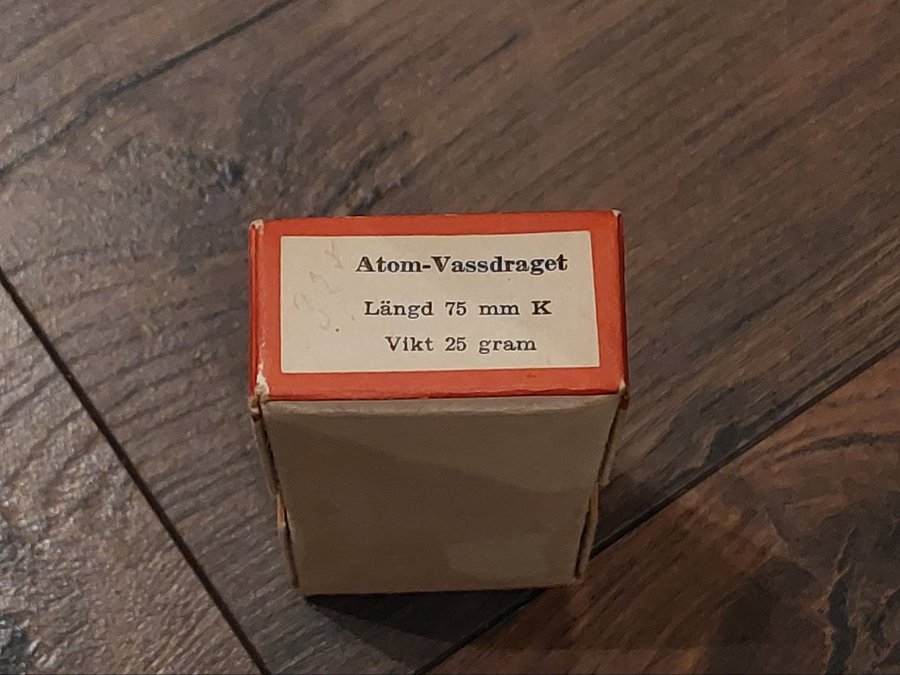 Atom-Vassdraget
Längd 75 mm K
Vikt 25 gram